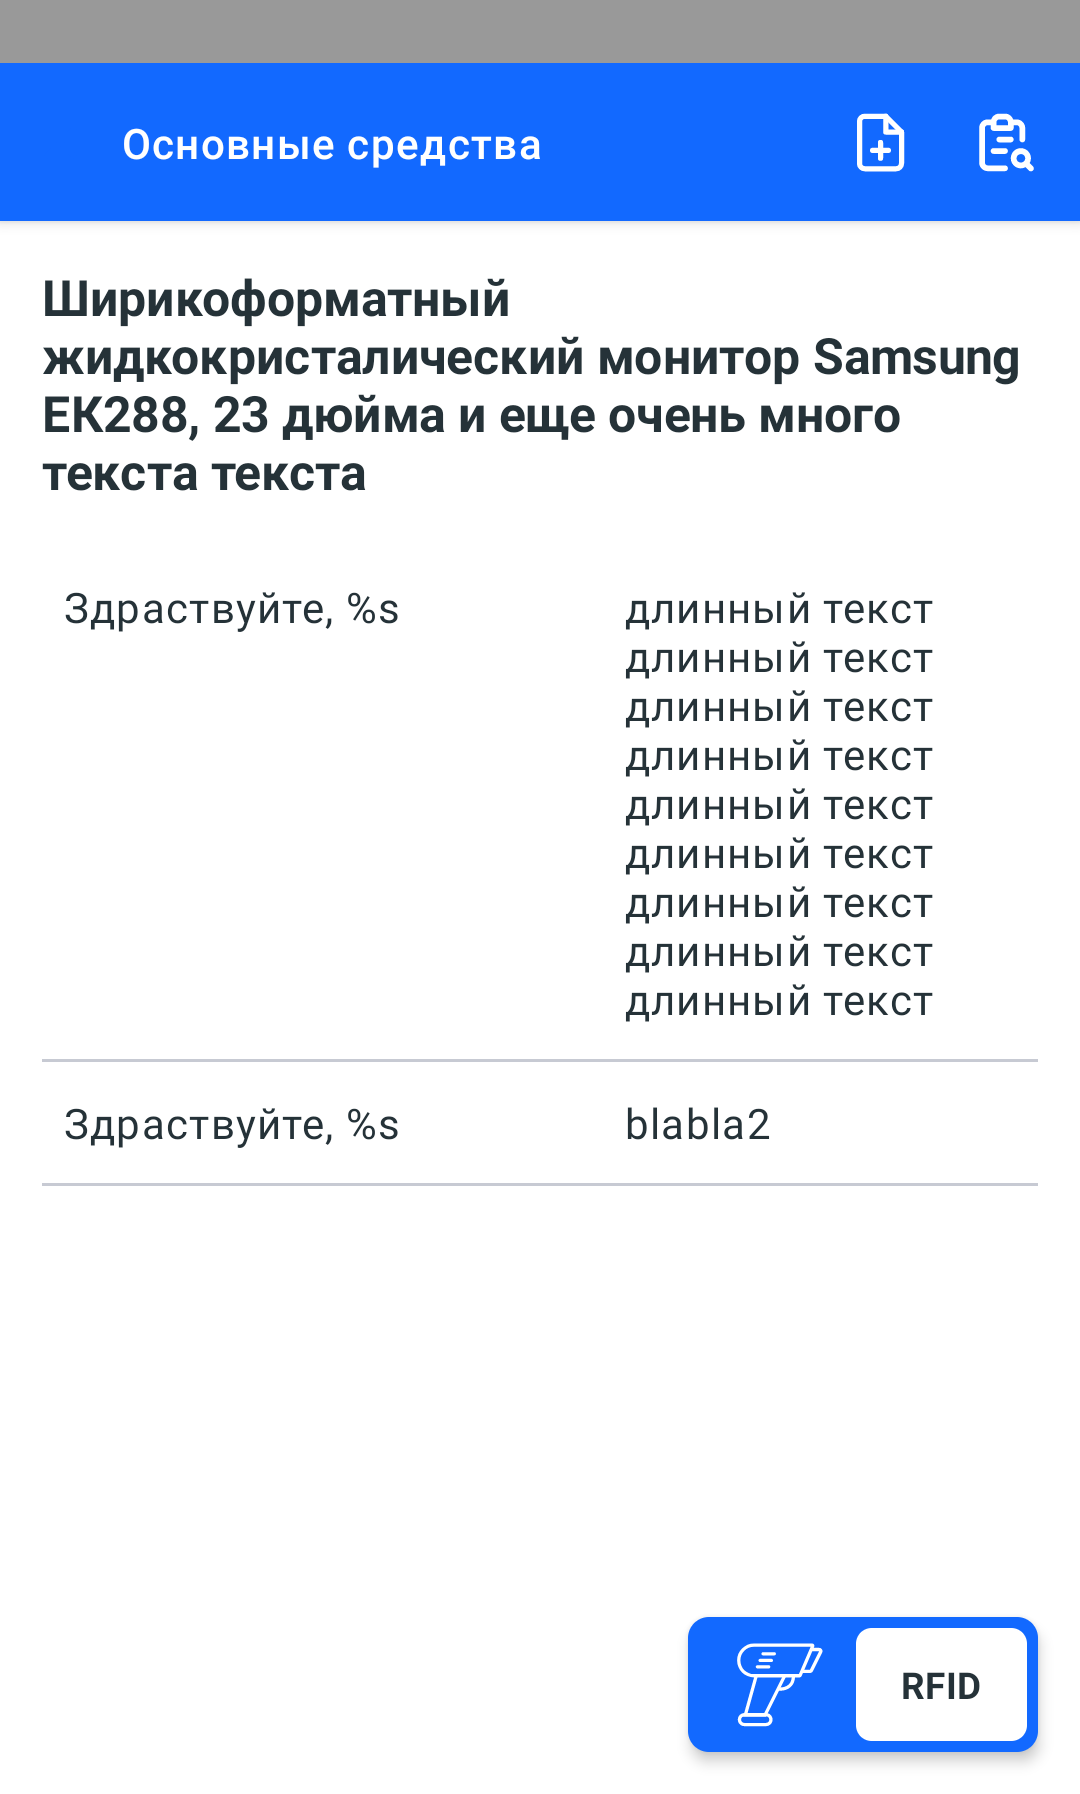 Основные средства
Ширикоформатный
жидкокристалический монитор Samsung
ЕК288, 23 дюйма и еще очень много
текста текста
Здраствуйте, %s
длинный текст
длинный текст
длинный текст
длинный текст
длинный текст
длинный текст
длинный текст
длинный текст
длинный текст
Здраствуйте, %s
blabla2
RFID